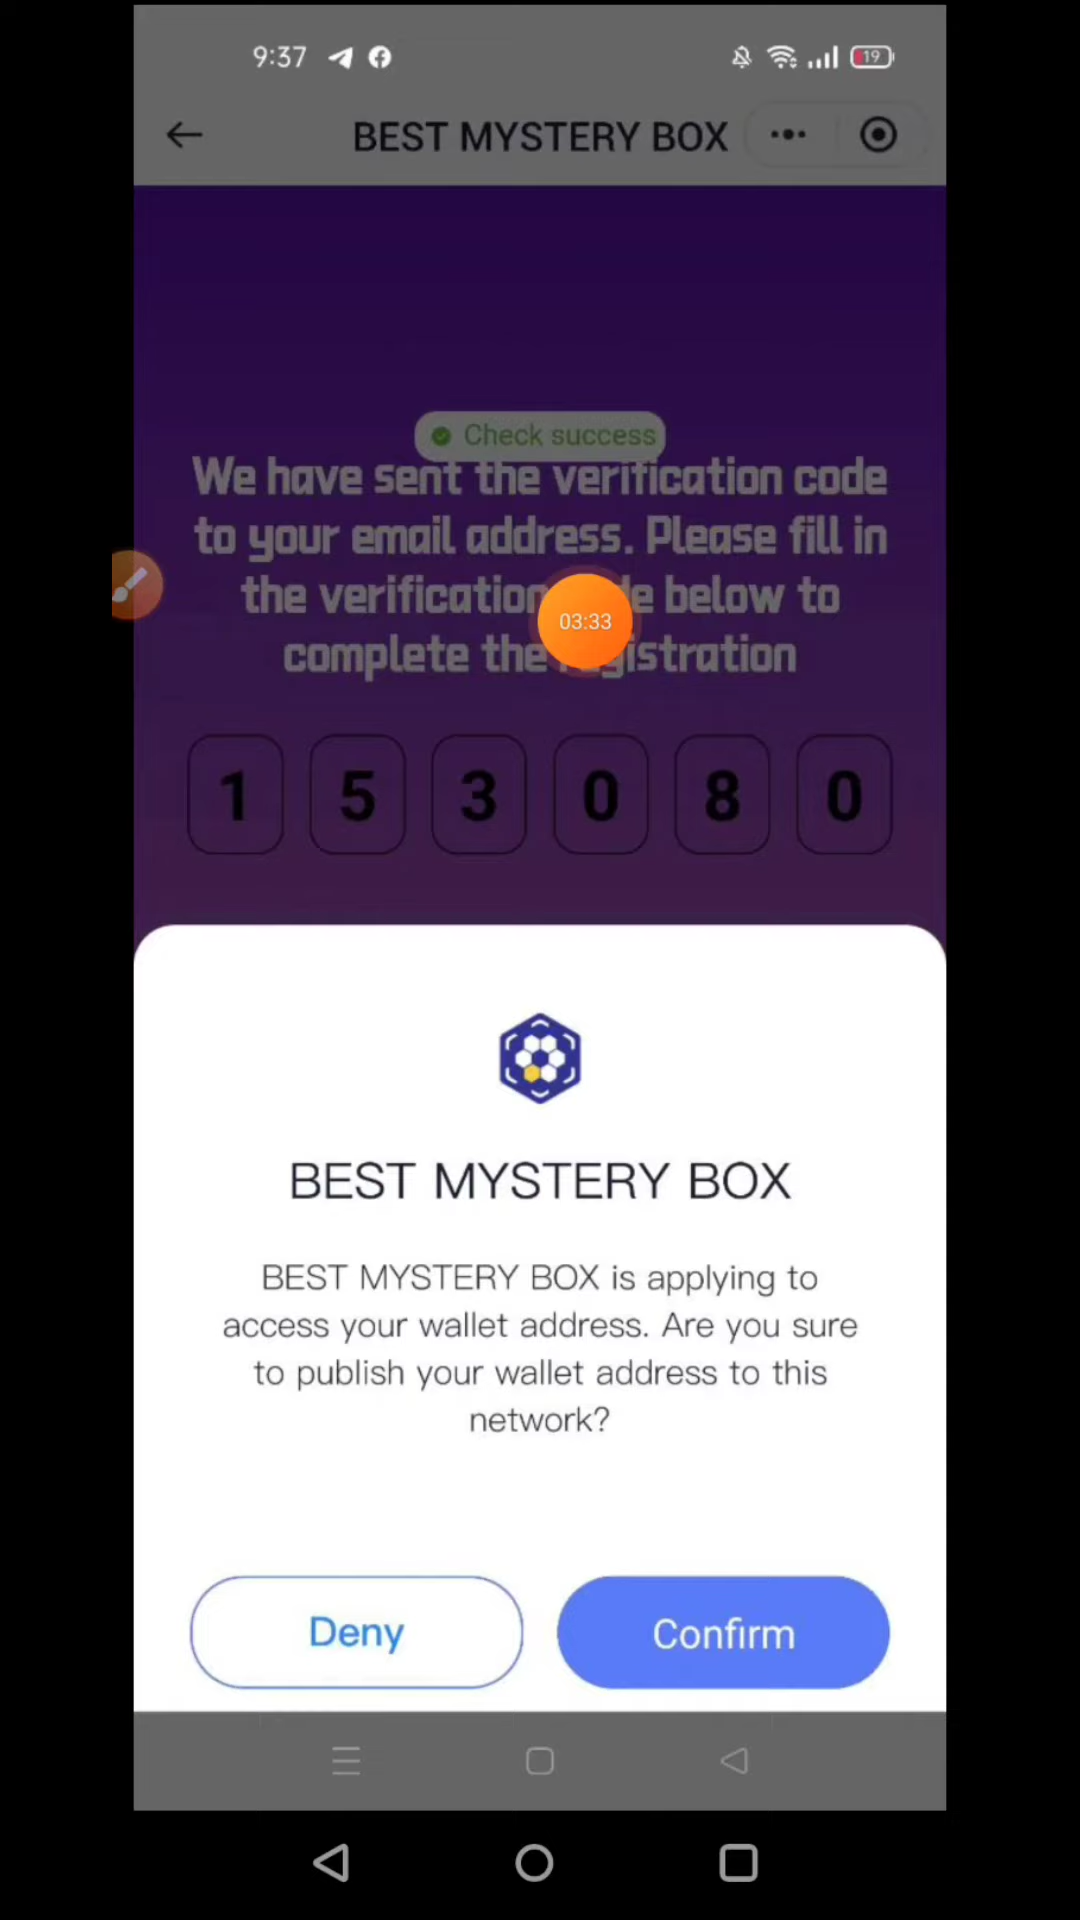 9:37
19
BEST MYSTERY BOX
Check success
We have sent the verification code
to your email address. Please fill in
the verification e below to
complete the gistration
03:33
1 5 3 0 8 0
BEST MYSTERY BOX
BEST MYSTERY BOX is applying to
access your wallet address. Are you sure
to publish your wallet address to this
network?
Deny
Confirm